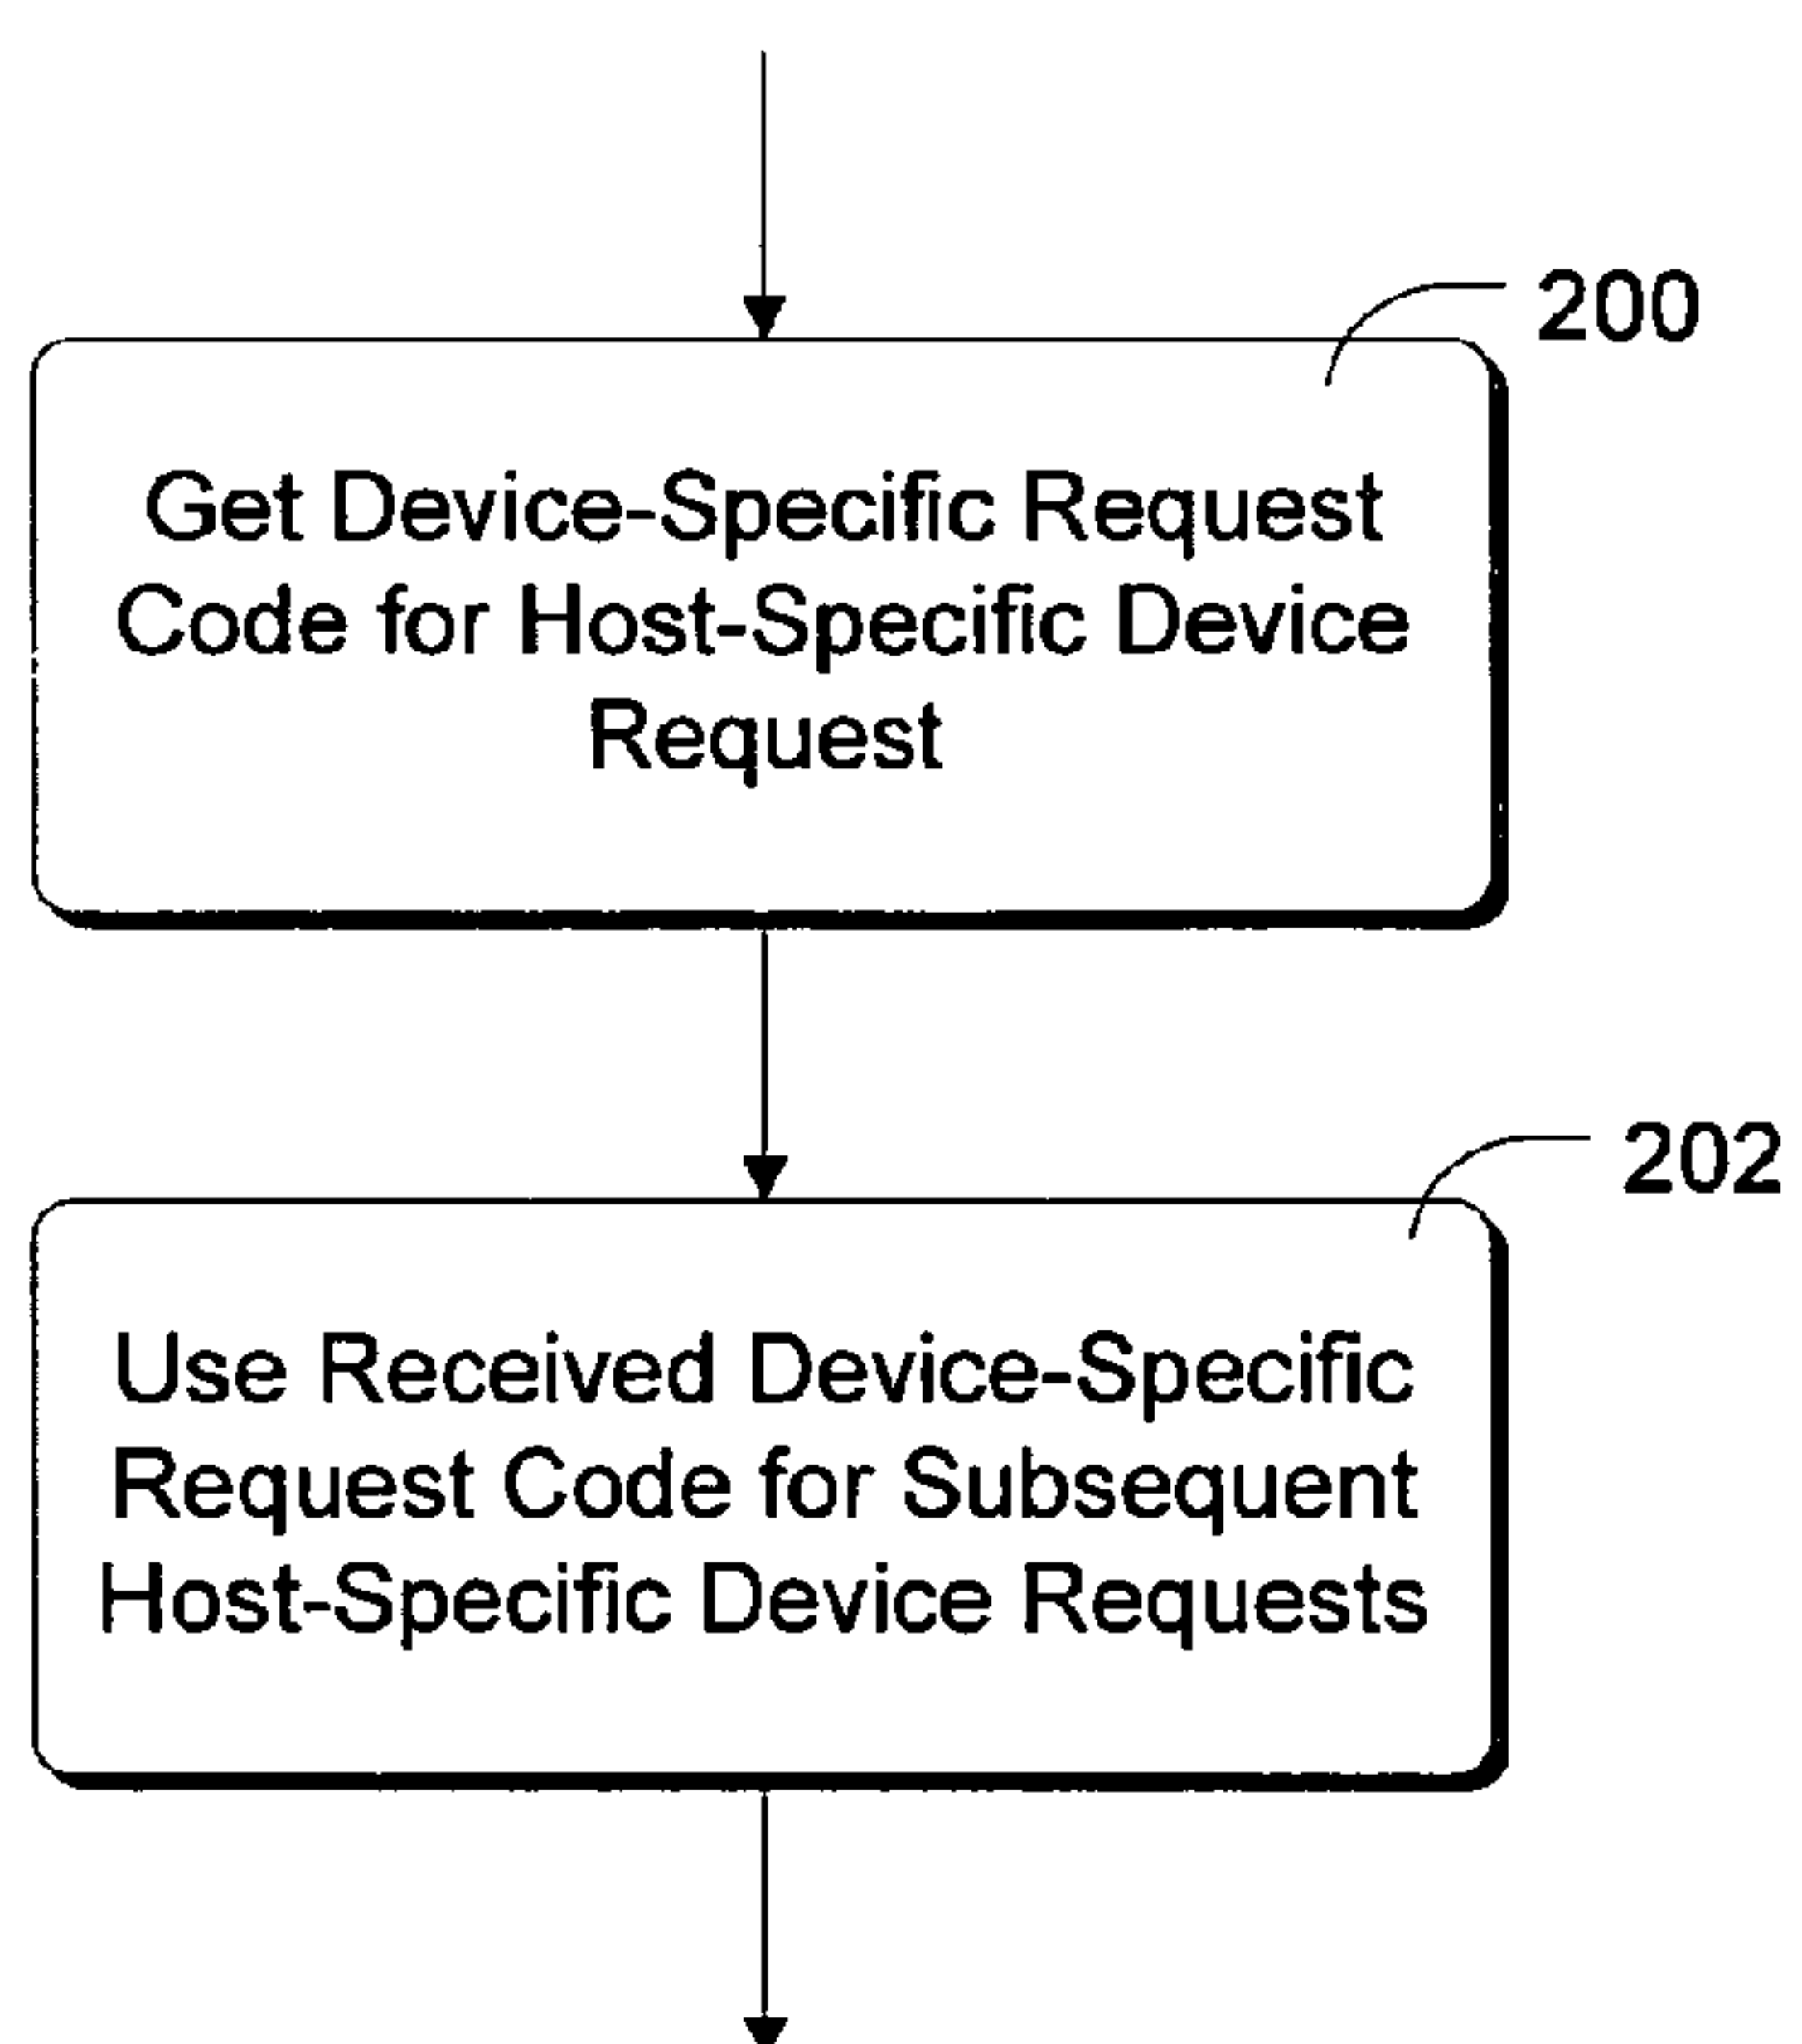 200
Get Device-Specific Request
Code for Host-Specific Device
Request
202
Use Received Device-Specific
Request Code for Subsequent
Host-Specific Device Requests